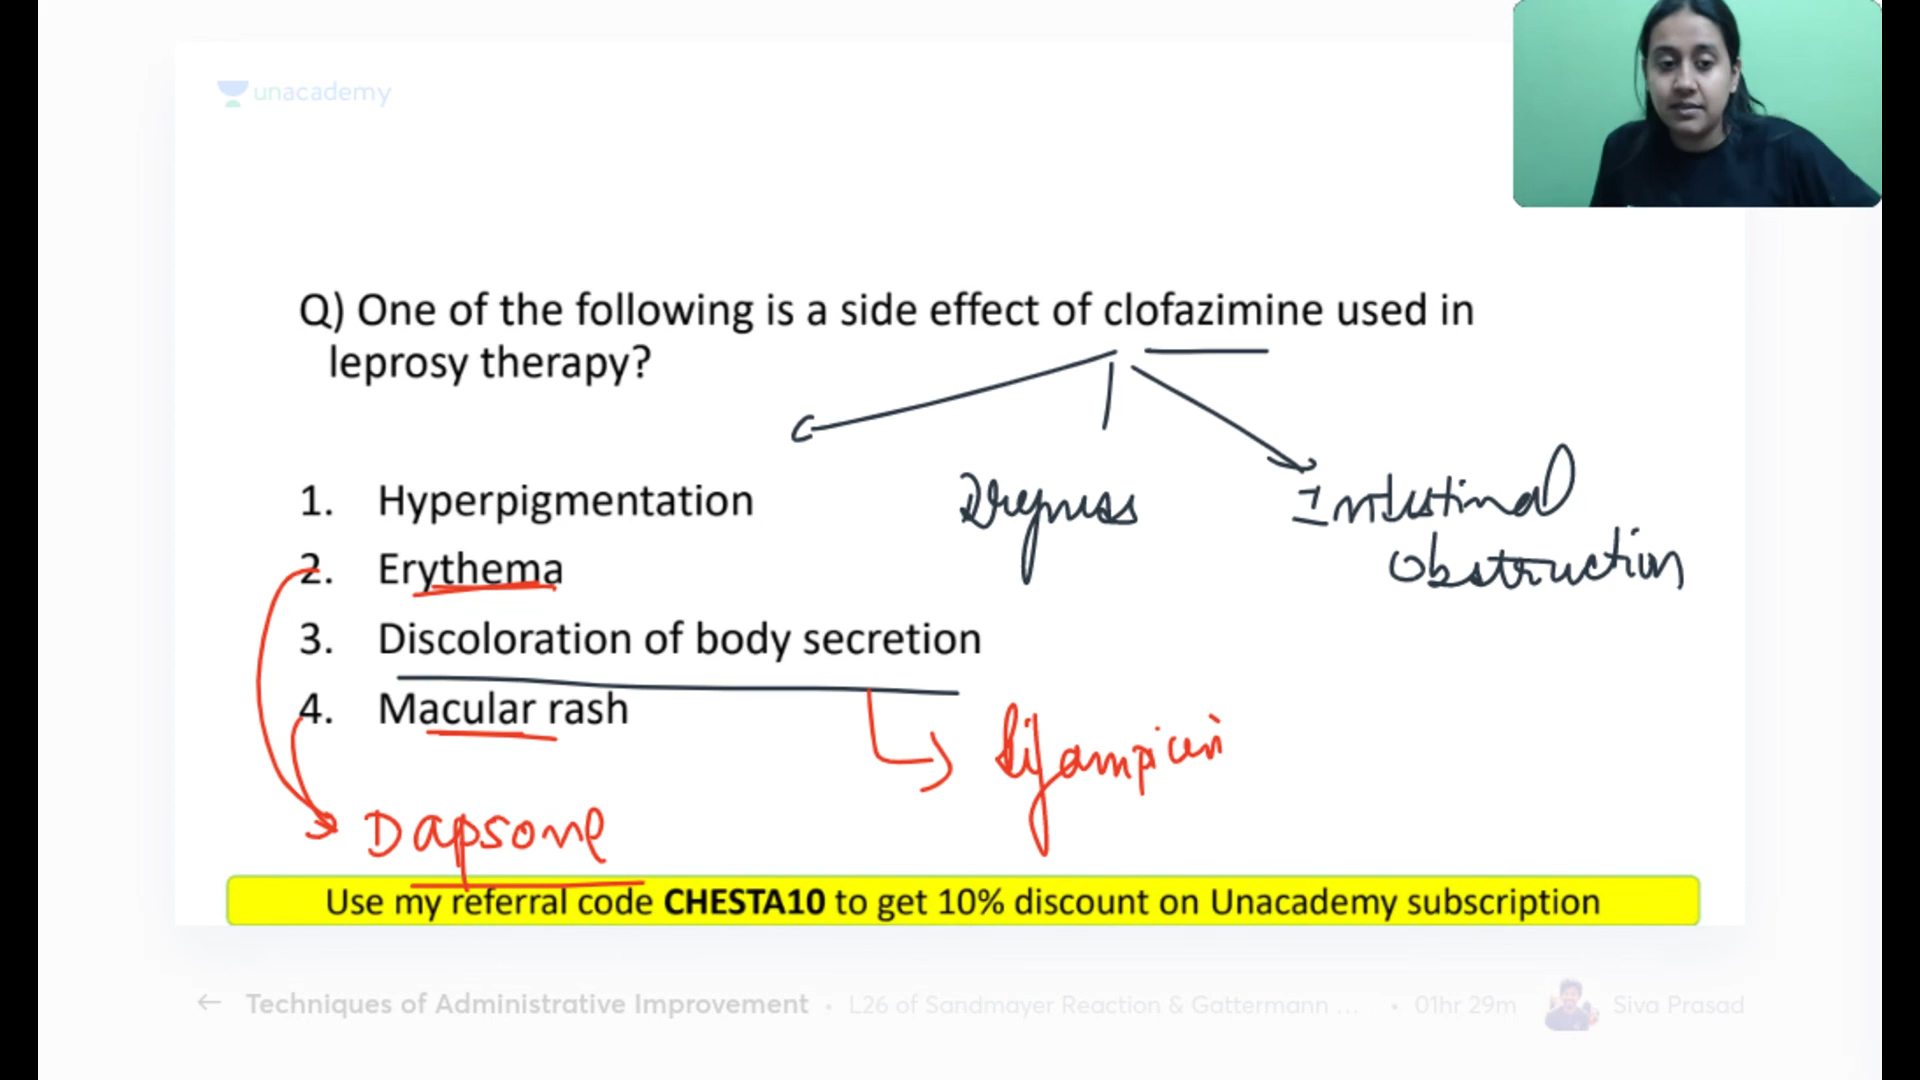 unacademy
Q) One of the following is a side effect of clofazimine used in
leprosy therapy?
1. Hyperpigmentation
Dryness
Intestinal
obstruction
2. Erythema
3. Discoloration of body secretion
4. Macular rash
Rifampicin
Dapsone
Use my referral code CHESTA10 to get 10% discount on Unacademy subscription
← Techniques of Administrative Improvement • L26 of Sandmayer Reaction & Gattermann ... • 01hr 29m Siva Prasad